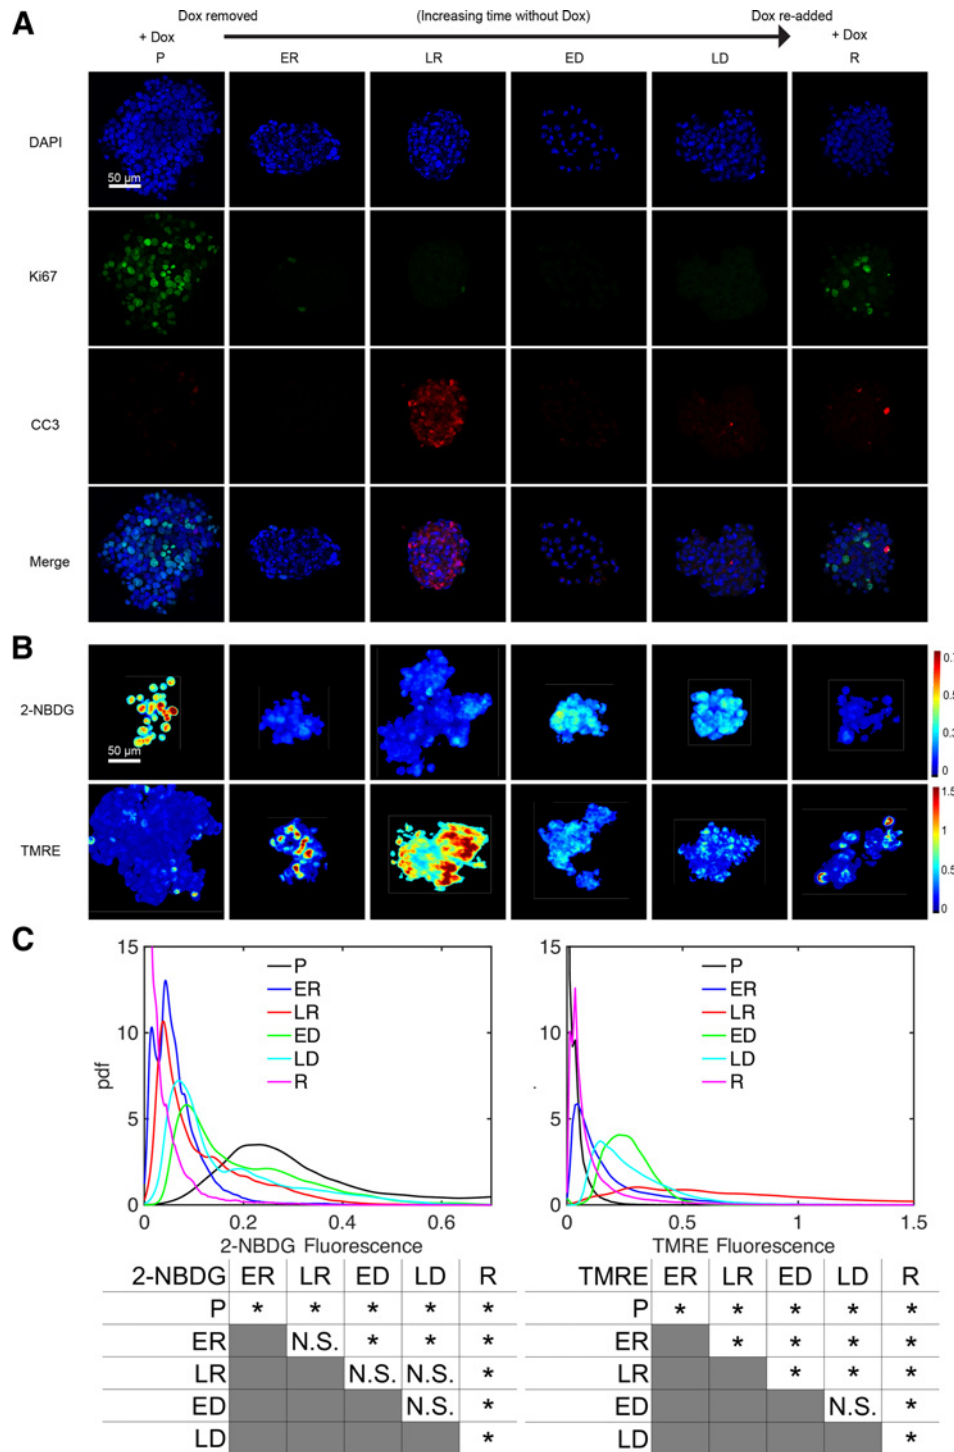 A
Dox removed (Increasing time without Dox) Dox re-added
+ Dox + Dox
P ER LR ED LD R
DAPI
50 µm
Ki67
CC3
Merge
B
2-NBDG
50 µm
0.7
0.3
0
TMRE
1.5
1
0
C
15
10
5
0
pdf
P
ER
LR
ED
LD
R
0 0.2 0.4 0.6
2-NBDG Fluorescence
15
10
5
0
P
ER
LR
ED
LD
R
0 0.5 1 1.5
TMRE Fluorescence
2-NBDG ER LR ED LD R
P * * * * *
ER N.S. * * *
LR N.S. N.S. *
ED N.S. *
LD *
TMRE ER LR ED LD R
P * * * * *
ER * * * *
LR * * *
ED N.S. *
LD *